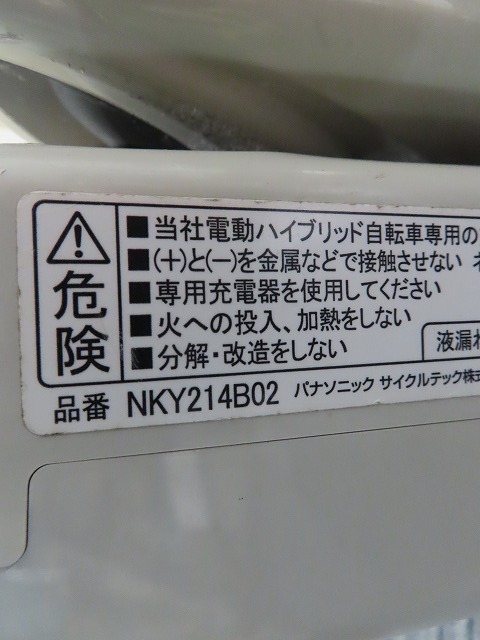 危険
■当社電動ハイブリッド自転車専用の
■(+)と(−)を金属などで接触させない
■専用充電器を使用してください
■火への投入、加熱をしない
■分解・改造をしない
液漏れ
品番 NKY214B02 パナソニック サイクルテック株式